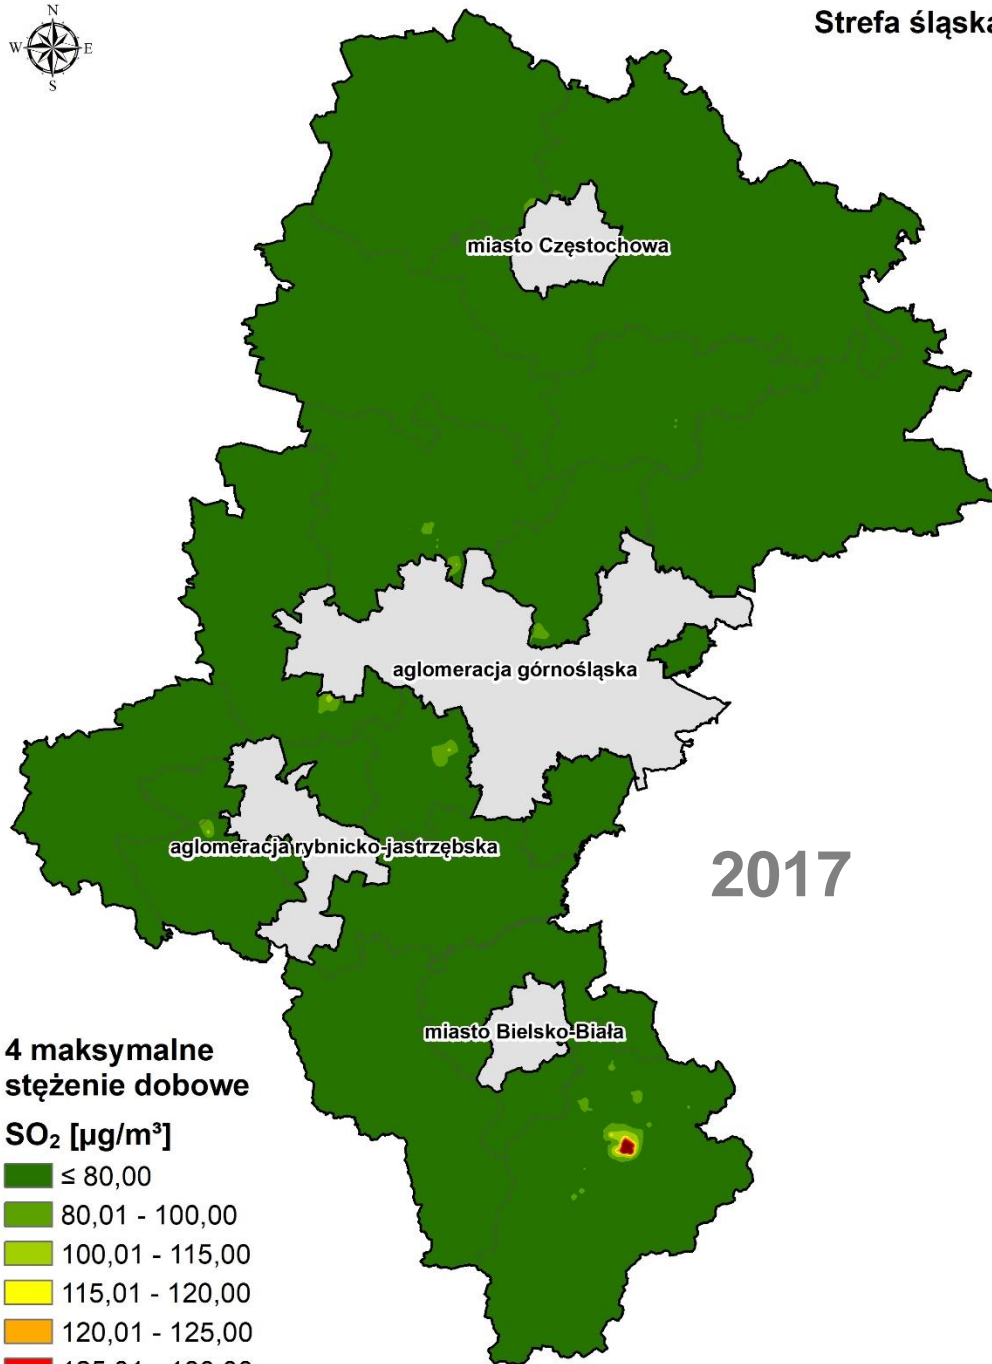 N
W E
S
Strefa śląska
miasto Częstochowa
aglomeracja górnośląska
aglomeracja rybnicko-jastrzębska
2017
miasto Bielsko-Biała
4 maksymalne
stężenie dobowe
SO₂ [µg/m³]
≤ 80,00
80,01 - 100,00
100,01 - 115,00
115,01 - 120,00
120,01 - 125,00